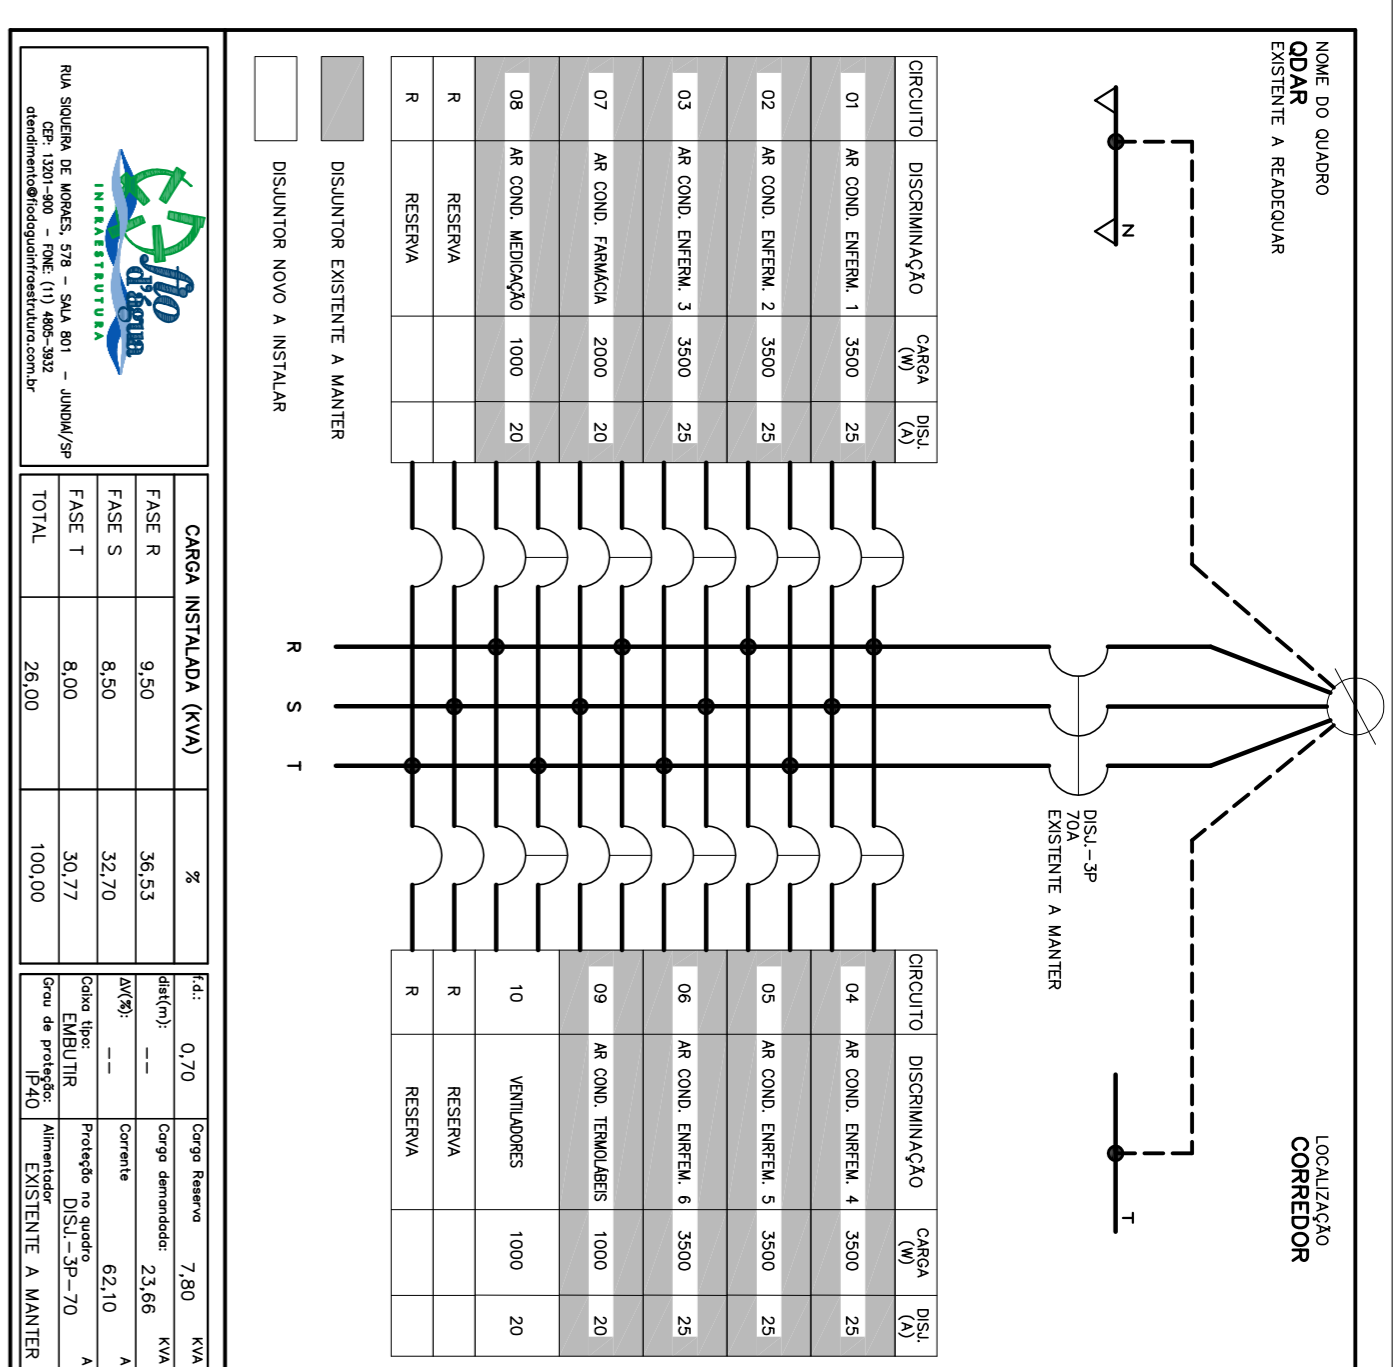 NOME DO QUADRO
QDAR
EXISTENTE A READEQUAR
LOCALIZAÇÃO
CORREDOR
N
T
DISJ.-3P
70A
EXISTENTE A MANTER
CIRCUITO DISCRIMINAÇÃO CARGA (W) DISJ. (A)
01 AR COND. ENFERM. 1 3500 25
02 AR COND. ENFERM. 2 3500 25
03 AR COND. ENFERM. 3 3500 25
07 AR COND. FARMÁCIA 2000 20
08 AR COND. MEDICAÇÃO 1000 20
R RESERVA
R RESERVA
CIRCUITO DISCRIMINAÇÃO CARGA (W) DISJ. (A)
04 AR COND. ENRFEM. 4 3500 25
05 AR COND. ENRFEM. 5 3500 25
06 AR COND. ENRFEM. 6 3500 25
09 AR COND. TERMOLÁBEIS 1000 20
10 VENTILADORES 1000 20
R RESERVA
R RESERVA
R
S
T
DISJUNTOR EXISTENTE A MANTER
DISJUNTOR NOVO A INSTALAR
fio
d'água
INFRAESTRUTURA
RUA SIQUEIRA DE MORAES, 578 - SALA 801 - JUNDIAÍ/SP
CEP: 13201-900 - FONE: (11) 4805-3932
atendimento@fiodaguainfraestrutura.com.br
CARGA INSTALADA (KVA) %
FASE R 9,50 36,53
FASE S 8,50 32,70
FASE T 8,00 30,77
TOTAL 26,00 100,00
f.d.: 0,70
dist(m): --
ΔV(%): --
Caixa tipo:
EMBUTIR
Grau de proteção:
IP40
Carga Reserva 7,80 KVA
Carga demandada: 23,66 KVA
Corrente 62,10 A
Proteção no quadro
DISJ.-3P-70 A
Alimentador
EXISTENTE A MANTER